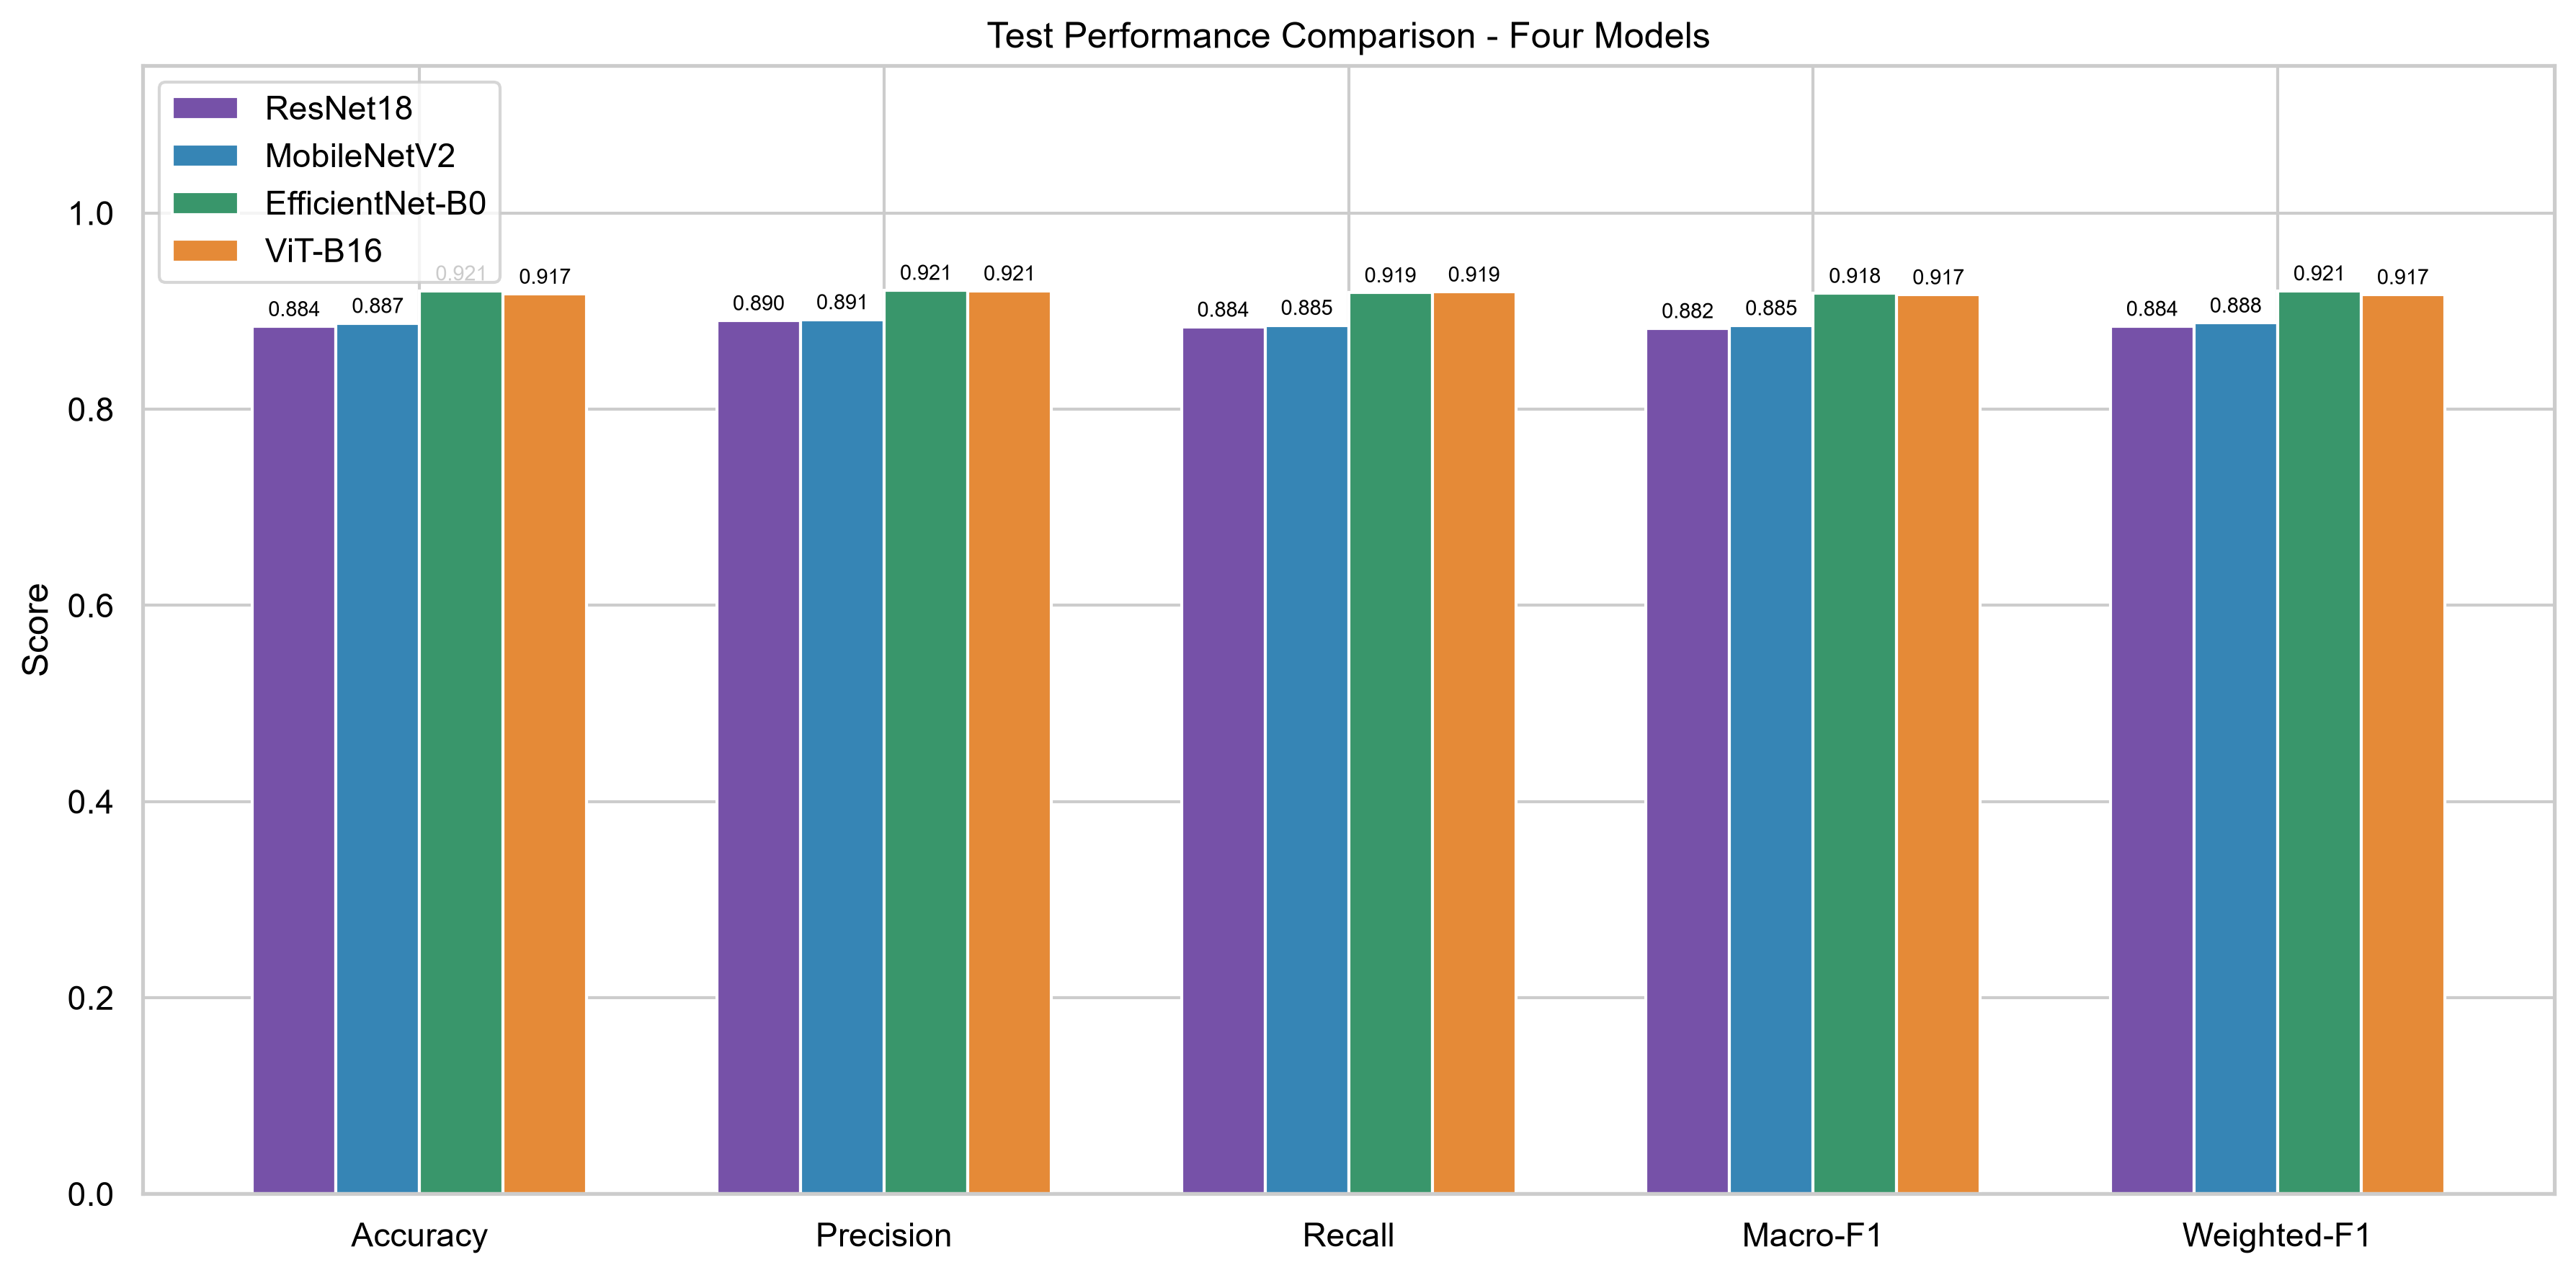 Test Performance Comparison - Four Models
ResNet18
MobileNetV2
EfficientNet-B0
ViT-B16
Score
1.0
0.8
0.6
0.4
0.2
0.0
0.884 0.887 0.921 0.917
0.890 0.891 0.921 0.921
0.884 0.885 0.919 0.919
0.882 0.885 0.918 0.917
0.884 0.888 0.921 0.917
Accuracy Precision Recall Macro-F1 Weighted-F1